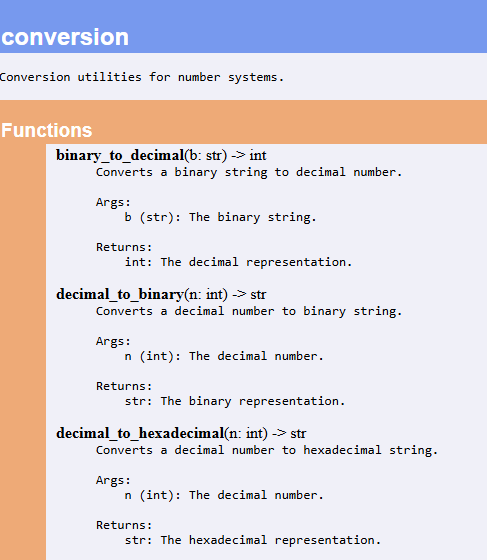 conversion
Conversion utilities for number systems.
Functions
binary_to_decimal(b: str) -> int
Converts a binary string to decimal number.
Args:
b (str): The binary string.
Returns:
int: The decimal representation.
decimal_to_binary(n: int) -> str
Converts a decimal number to binary string.
Args:
n (int): The decimal number.
Returns:
str: The binary representation.
decimal_to_hexadecimal(n: int) -> str
Converts a decimal number to hexadecimal string.
Args:
n (int): The decimal number.
Returns:
str: The hexadecimal representation.